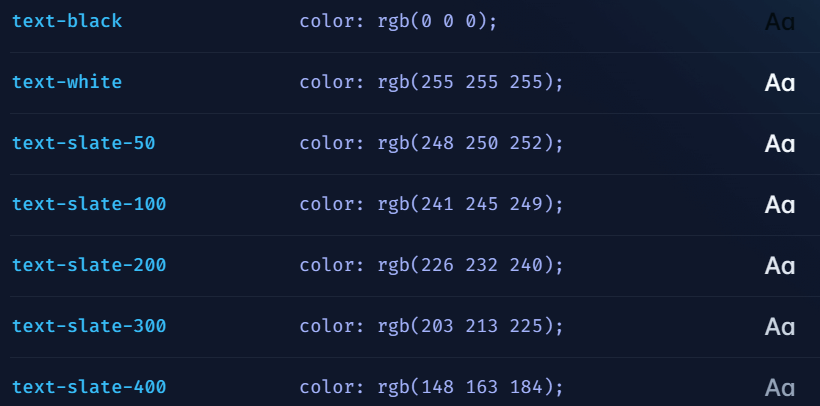 text-black color: rgb(0 0 0); Aa
text-white color: rgb(255 255 255); Aa
text-slate-50 color: rgb(248 250 252); Aa
text-slate-100 color: rgb(241 245 249); Aa
text-slate-200 color: rgb(226 232 240); Aa
text-slate-300 color: rgb(203 213 225); Aa
text-slate-400 color: rgb(148 163 184); Aa